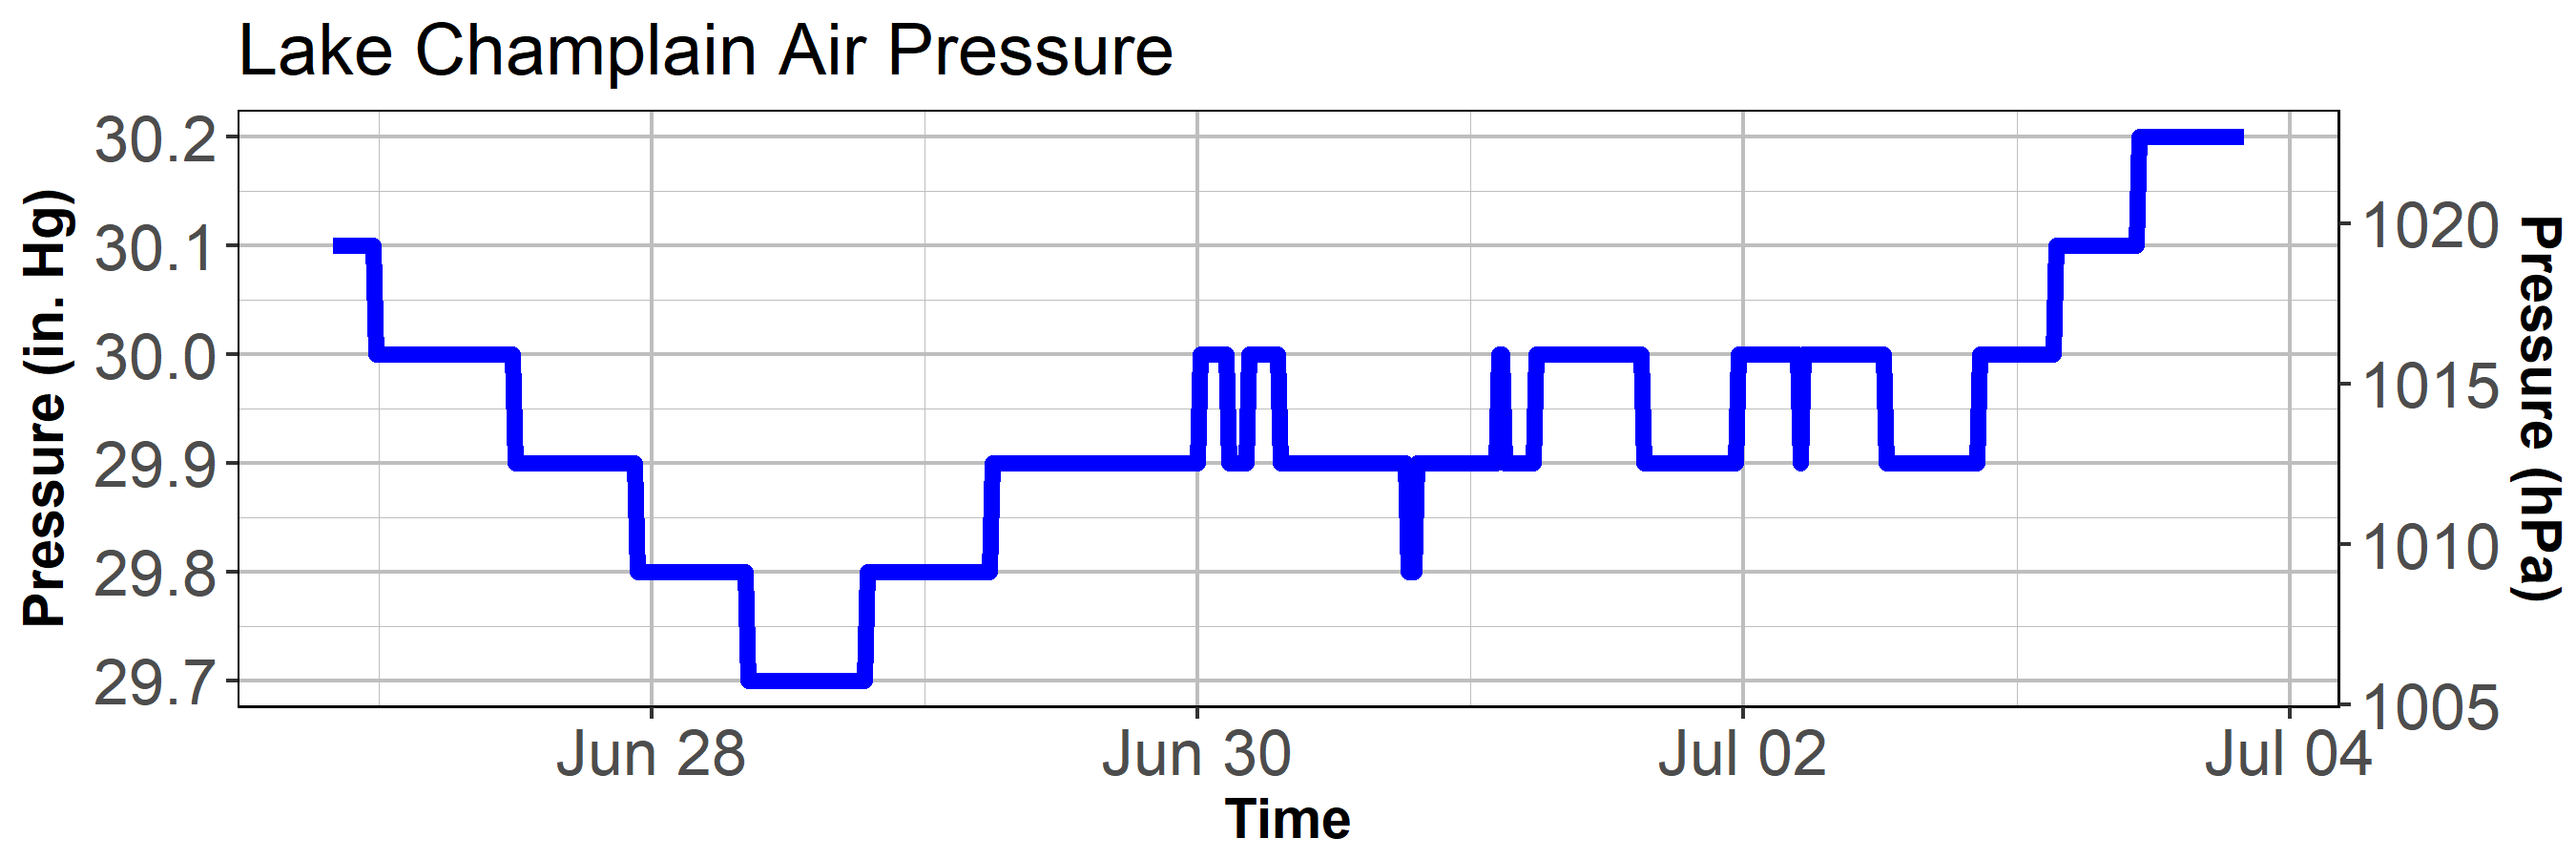 Lake Champlain Air Pressure
30.2
30.1
30.0
29.9
29.8
29.7
Pressure (in. Hg)
1020
1015
1010
1005
Pressure (hPa)
Jun 28
Jun 30
Jul 02
Jul 04
Time